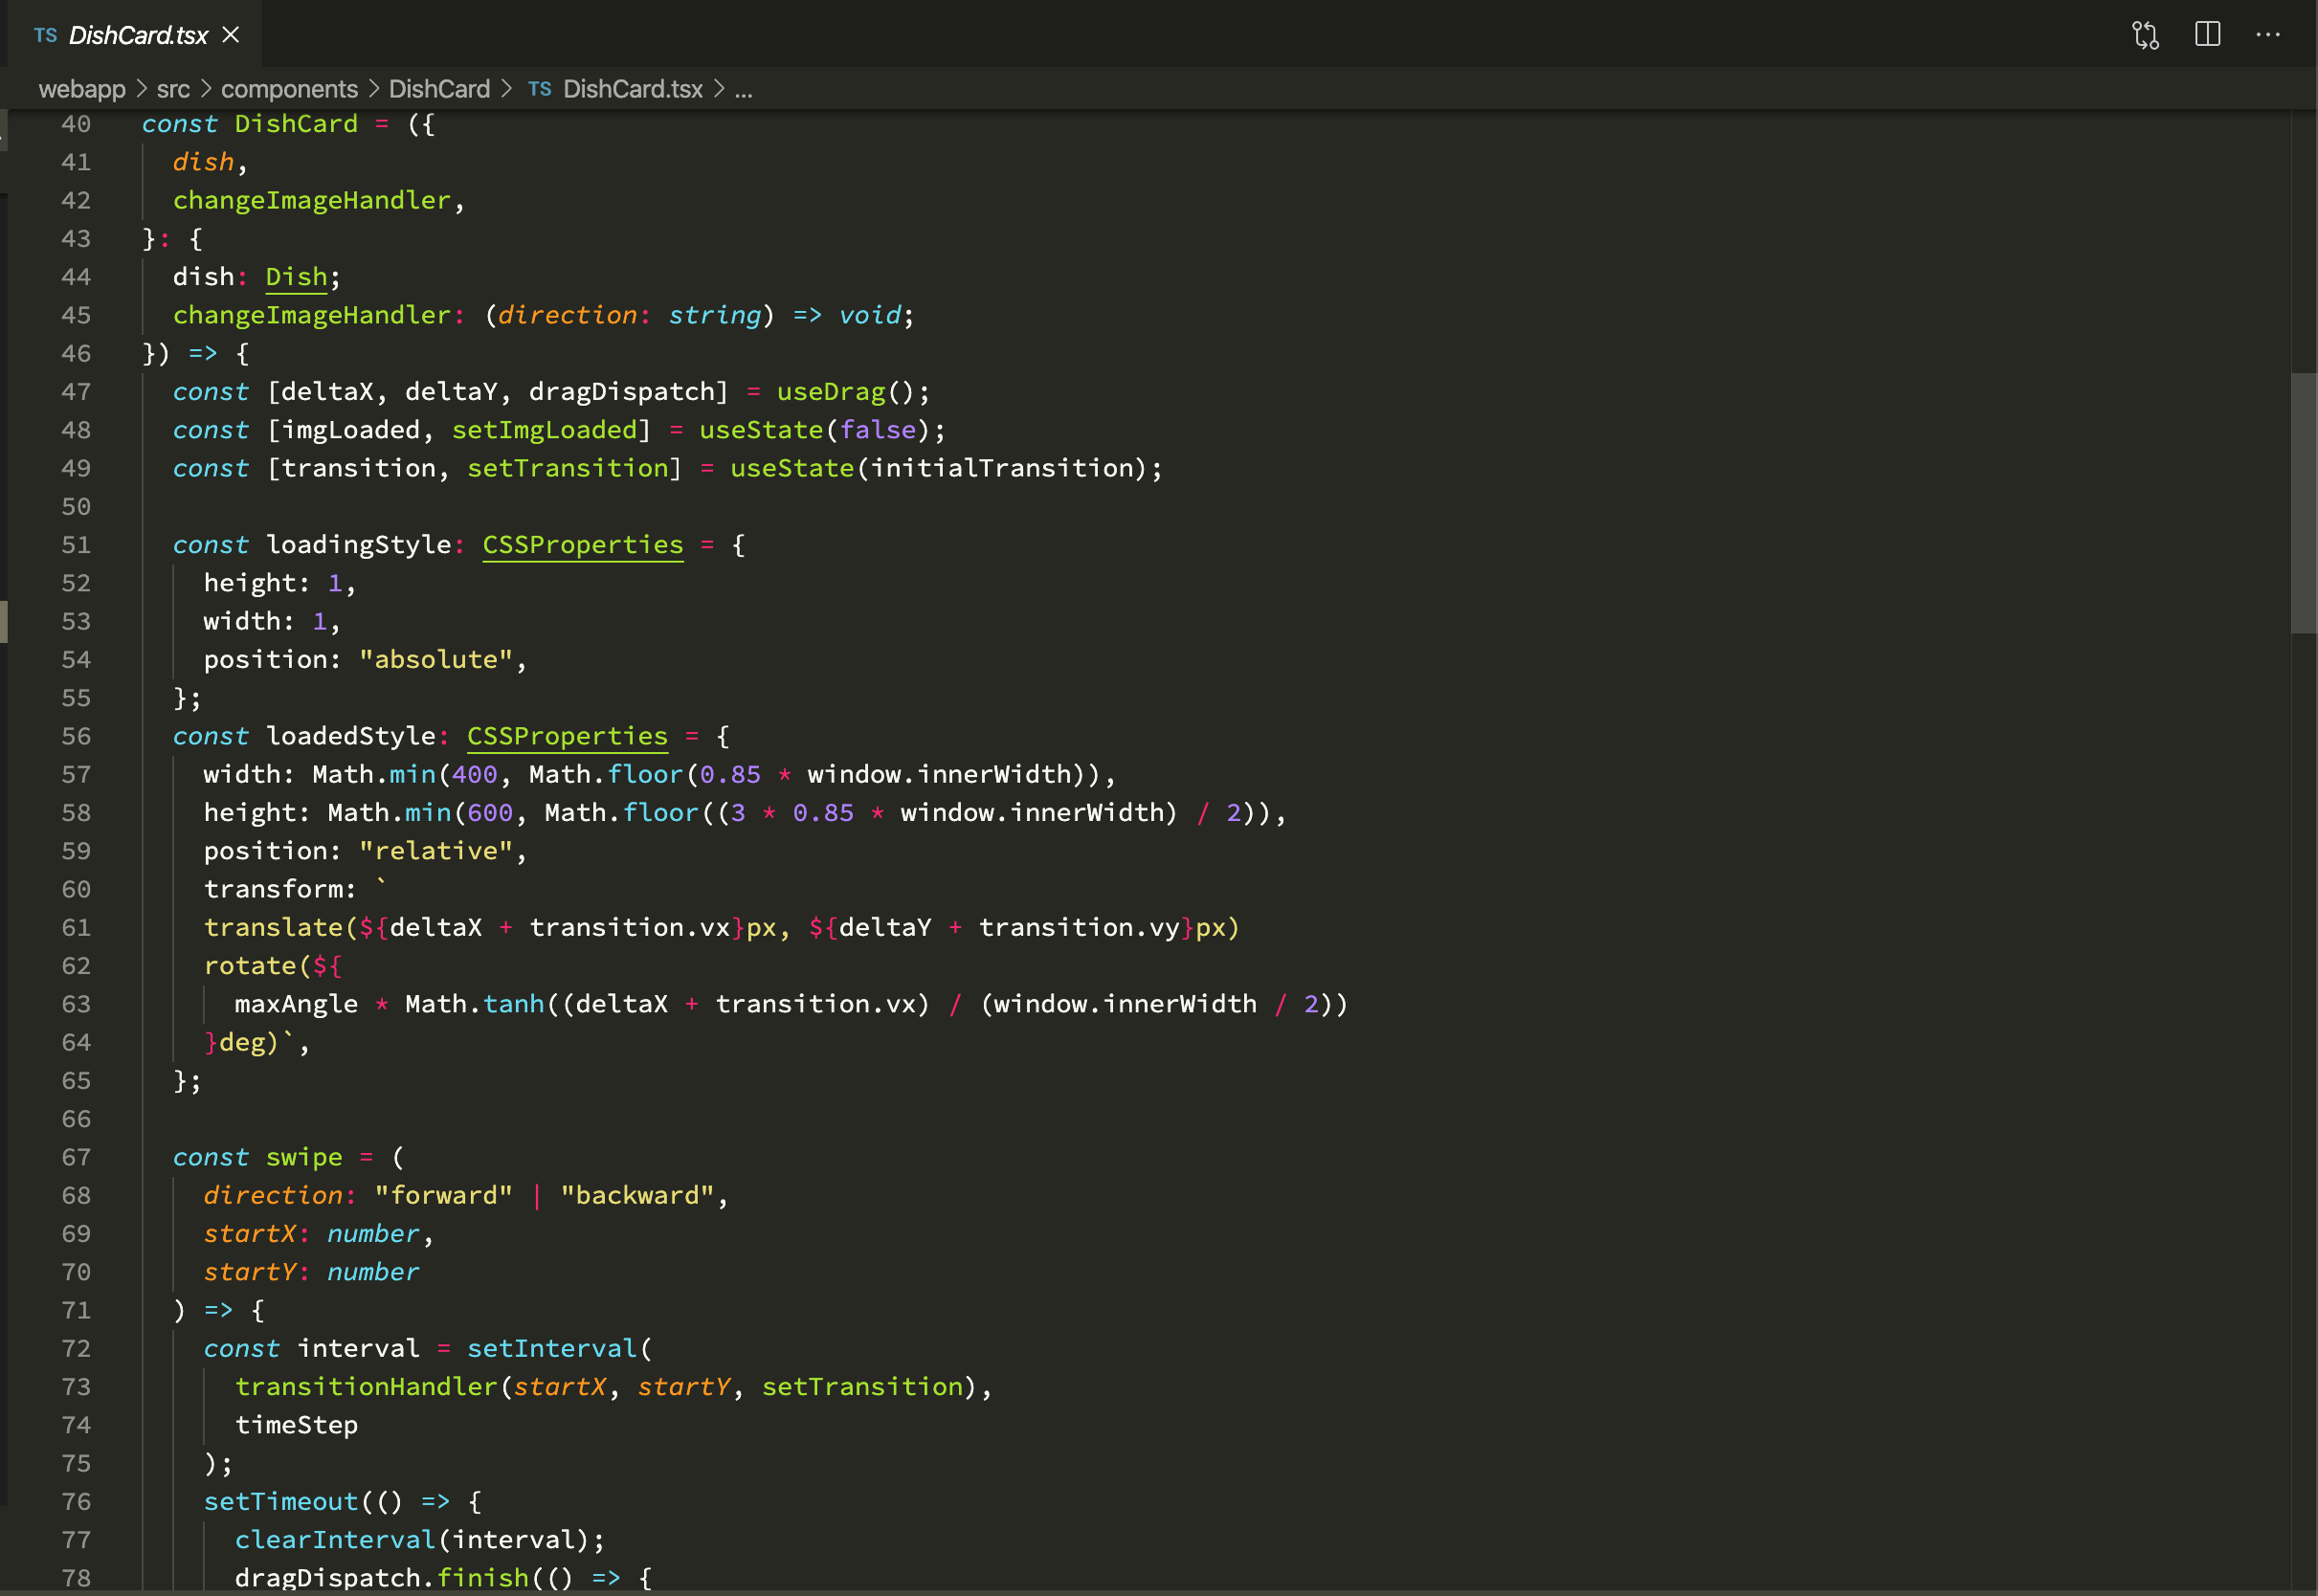 TS DishCard.tsx
webapp > src > components > DishCard > TS DishCard.tsx > ...
40 const DishCard = ({
41   dish,
42   changeImageHandler,
43 }: {
44   dish: Dish;
45   changeImageHandler: (direction: string) => void;
46 }) => {
47   const [deltaX, deltaY, dragDispatch] = useDrag();
48   const [imgLoaded, setImgLoaded] = useState(false);
49   const [transition, setTransition] = useState(initialTransition);
50
51   const loadingStyle: CSSProperties = {
52     height: 1,
53     width: 1,
54     position: "absolute",
55   };
56   const loadedStyle: CSSProperties = {
57     width: Math.min(400, Math.floor(0.85 * window.innerWidth)),
58     height: Math.min(600, Math.floor((3 * 0.85 * window.innerWidth) / 2)),
59     position: "relative",
60     transform: `
61     translate(${deltaX + transition.vx}px, ${deltaY + transition.vy}px)
62     rotate(${
63       maxAngle * Math.tanh((deltaX + transition.vx) / (window.innerWidth / 2))
64     }deg)`,
65   };
66
67   const swipe = (
68     direction: "forward" | "backward",
69     startX: number,
70     startY: number
71   ) => {
72     const interval = setInterval(
73       transitionHandler(startX, startY, setTransition),
74       timeStep
75     );
76     setTimeout(() => {
77       clearInterval(interval);
78       dragDispatch.finish(() => {